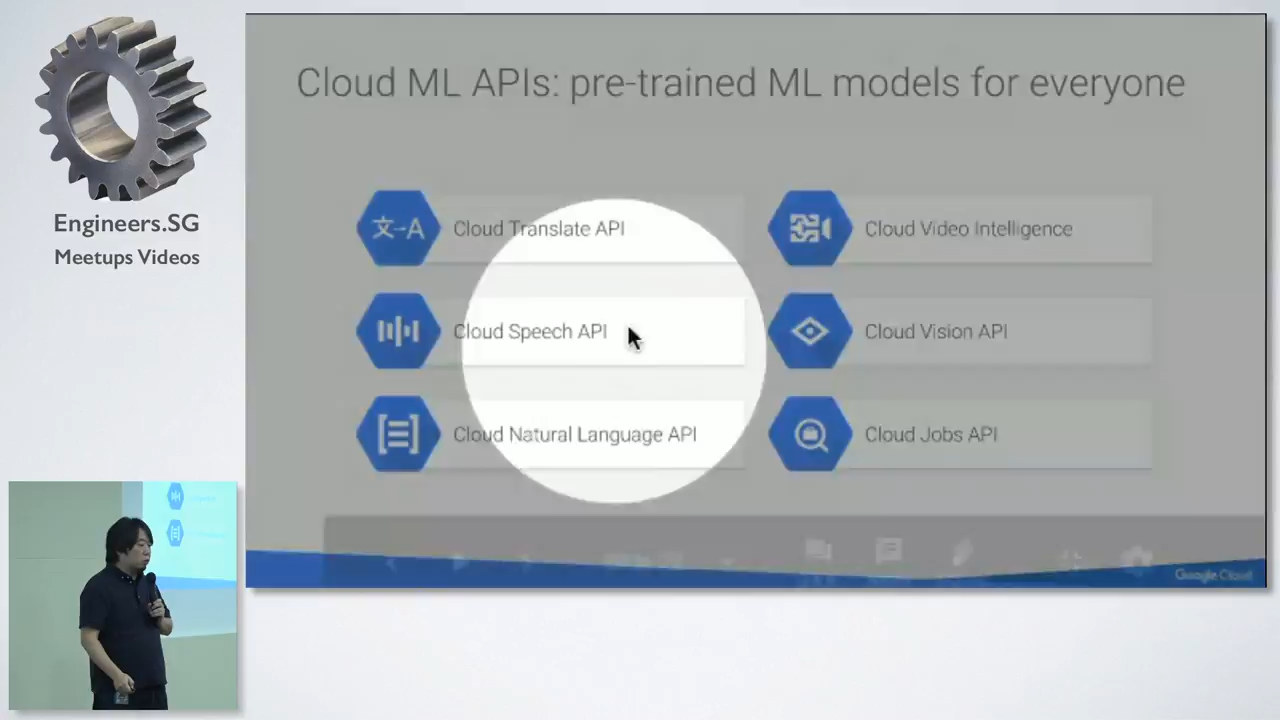 Engineers.SG
Meetups Videos
Cloud ML APIs: pre-trained ML models for everyone
文-A
Cloud Translate API
Cloud Speech API
Cloud Natural Language API
Cloud Video Intelligence
Cloud Vision API
Cloud Jobs API
Google Cloud